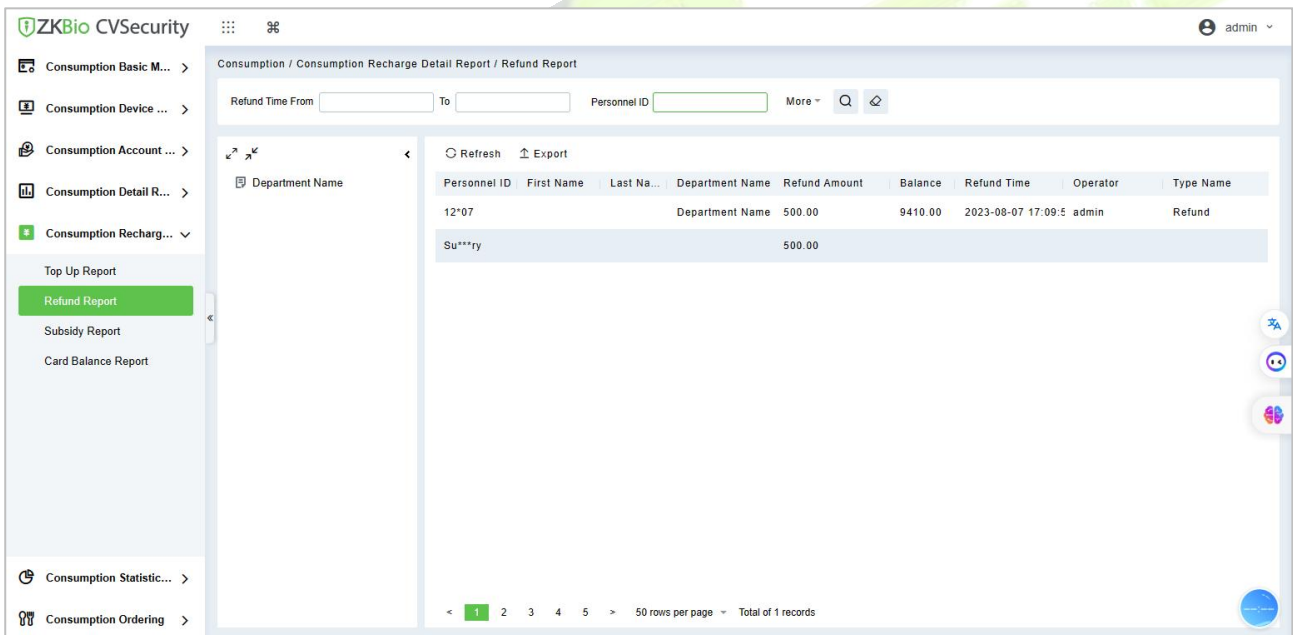 ZKBio CVSecurity
admin
Consumption Basic M...
Consumption Device ...
Consumption Account ...
Consumption Detail R...
Consumption Recharg...
Top Up Report
Refund Report
Subsidy Report
Card Balance Report
Consumption Statistic...
Consumption Ordering
Consumption / Consumption Recharge Detail Report / Refund Report
Refund Time From To Personnel ID More
Department Name
Refresh Export
Personnel ID First Name Last Na... Department Name Refund Amount Balance Refund Time Operator Type Name
12*07 Department Name 500.00 9410.00 2023-08-07 17:09:5 admin Refund
Su***ry 500.00
< 1 2 3 4 5 > 50 rows per page Total of 1 records